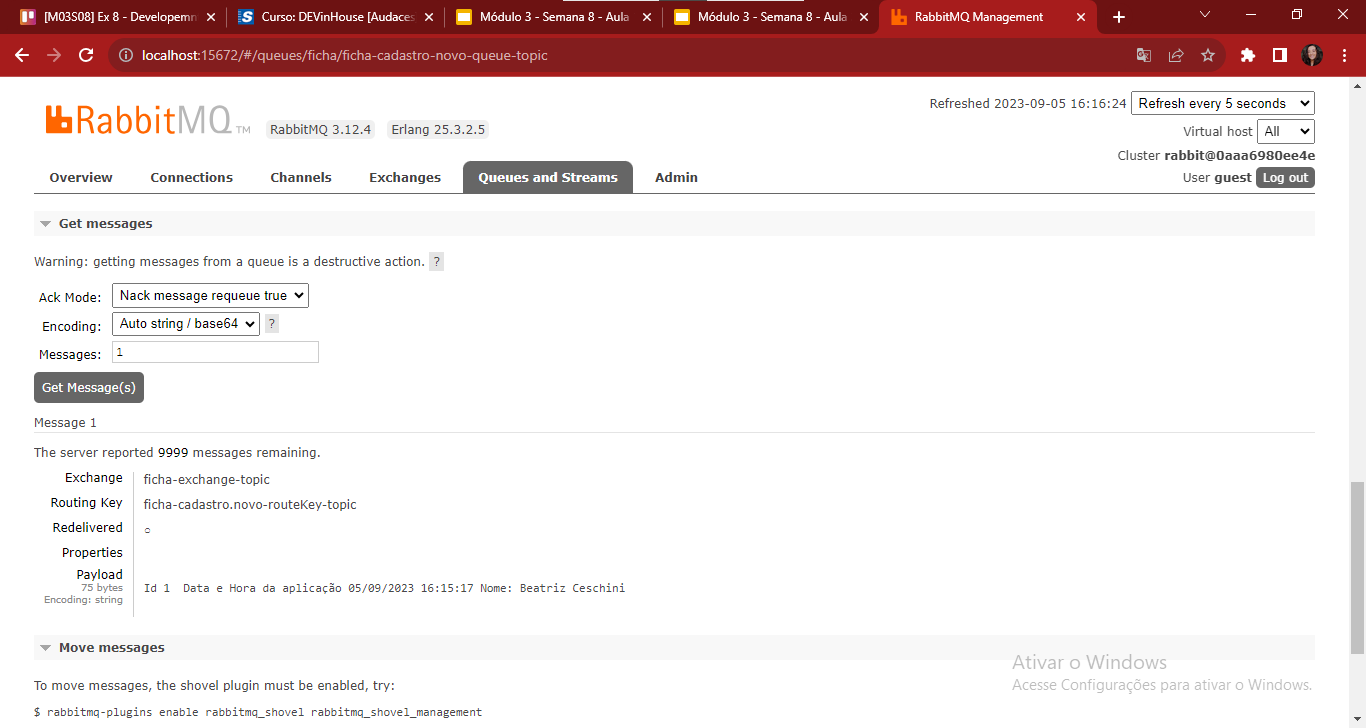 [M03S08] Ex 8 - Developemn
Curso: DEVinHouse [Audaces
Módulo 3 - Semana 8 - Aula
Módulo 3 - Semana 8 - Aula
RabbitMQ Management
localhost:15672/#/queues/ficha/ficha-cadastro-novo-queue-topic
RabbitMQ TM
RabbitMQ 3.12.4
Erlang 25.3.2.5
Refreshed 2023-09-05 16:16:24 Refresh every 5 seconds
Virtual host All
Cluster rabbit@0aaa6980ee4e
User guest Log out
Overview Connections Channels Exchanges Queues and Streams Admin
Get messages
Warning: getting messages from a queue is a destructive action. ?
Ack Mode: Nack message requeue true
Encoding: Auto string / base64 ?
Messages: 1
Get Message(s)
Message 1
The server reported 9999 messages remaining.
Exchange ficha-exchange-topic
Routing Key ficha-cadastro.novo-routeKey-topic
Redelivered ○
Properties
Payload
75 bytes
Encoding: string
Id 1  Data e Hora da aplicação 05/09/2023 16:15:17 Nome: Beatriz Ceschini
Move messages
To move messages, the shovel plugin must be enabled, try:
$ rabbitmq-plugins enable rabbitmq_shovel rabbitmq_shovel_management
Ativar o Windows
Acesse Configurações para ativar o Windows.